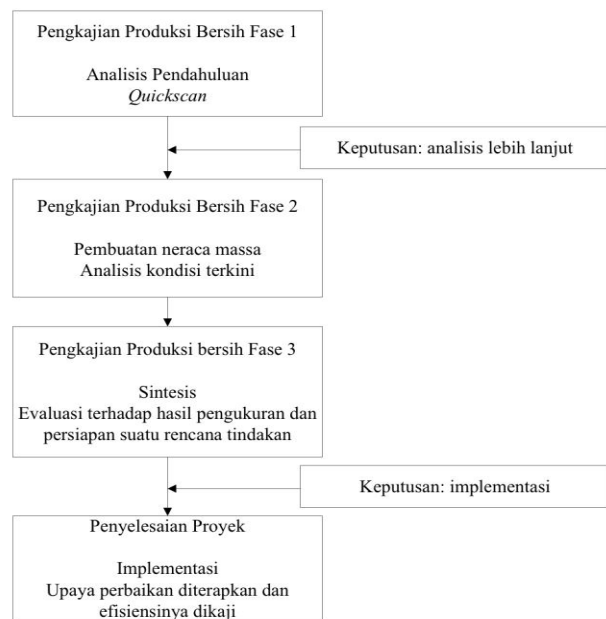 Pengkajian Produksi Bersih Fase 1
Analisis Pendahuluan
Quickscan
Keputusan: analisis lebih lanjut
Pengkajian Produksi Bersih Fase 2
Pembuatan neraca massa
Analisis kondisi terkini
Pengkajian Produksi bersih Fase 3
Sintesis
Evaluasi terhadap hasil pengukuran dan
persiapan suatu rencana tindakan
Keputusan: implementasi
Penyelesaian Proyek
Implementasi
Upaya perbaikan diterapkan dan
efisiensinya dikaji